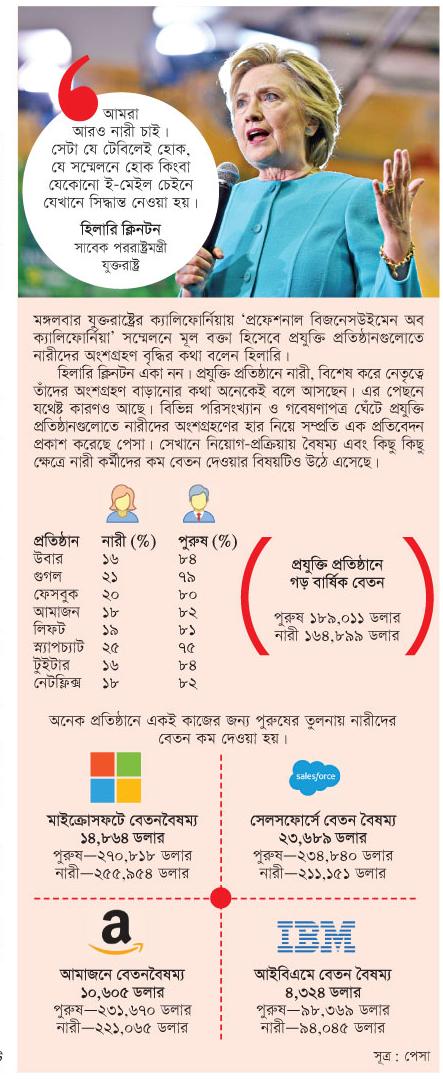 আমরা
আরও নারী চাই।
সেটা যে টেবিলেই হোক,
যে সম্মেলনে হোক কিংবা
যেকোনো ই-মেইল চেইনে
যেখানে সিদ্ধান্ত নেওয়া হয়।
হিলারি ক্লিনটন
সাবেক পররাষ্ট্রমন্ত্রী
যুক্তরাষ্ট্র
মঙ্গলবার যুক্তরাষ্ট্রের ক্যালিফোর্নিয়ায় ‘প্রফেশনাল বিজনেসউইমেন অব
ক্যালিফোর্নিয়া’ সম্মেলনে মূল বক্তা হিসেবে প্রযুক্তি প্রতিষ্ঠানগুলোতে
নারীদের অংশগ্রহণ বৃদ্ধির কথা বলেন হিলারি।
হিলারি ক্লিনটন একা নন। প্রযুক্তি প্রতিষ্ঠানে নারী, বিশেষ করে নেতৃত্বে
তাঁদের অংশগ্রহণ বাড়ানোর কথা অনেকেই বলে আসছেন। এর পেছনে
যথেষ্ট কারণও আছে। বিভিন্ন পরিসংখ্যান ও গবেষণাপত্র ঘেঁটে প্রযুক্তি
প্রতিষ্ঠানগুলোতে নারীদের অংশগ্রহণের হার নিয়ে সম্প্রতি এক প্রতিবেদন
প্রকাশ করেছে পেসা। সেখানে নিয়োগ-প্রক্রিয়ায় বৈষম্য এবং কিছু কিছু
ক্ষেত্রে নারী কর্মীদের কম বেতন দেওয়ার বিষয়টিও উঠে এসেছে।
প্রতিষ্ঠান নারী (%) পুরুষ (%)
উবার ১৬ ৮৪
গুগল ২১ ৭৯
ফেসবুক ২০ ৮০
আমাজন ১৮ ৮২
লিফট ১৯ ৮১
স্ন্যাপচ্যাট ২৫ ৭৫
টুইটার ১৬ ৮৪
নেটফ্লিক্স ১৮ ৮২
প্রযুক্তি প্রতিষ্ঠানে
গড় বার্ষিক বেতন
পুরুষ ১৮৯,০১১ ডলার
নারী ১৬৪,৮৯৯ ডলার
অনেক প্রতিষ্ঠানে একই কাজের জন্য পুরুষের তুলনায় নারীদের
বেতন কম দেওয়া হয়।
মাইক্রোসফটে বেতনবৈষম্য
১৪,৮৬৪ ডলার
পুরুষ—২৭০,৮১৮ ডলার
নারী—২৫৫,৯৫৪ ডলার
salesforce
সেলসফোর্সে বেতন বৈষম্য
২৩,৬৮৯ ডলার
পুরুষ—২৩৪,৮৪০ ডলার
নারী—২১১,১৫১ ডলার
a
আমাজনে বেতনবৈষম্য
১০,৬০৫ ডলার
পুরুষ—২৩১,৬৭০ ডলার
নারী—২২১,০৬৫ ডলার
IBM
আইবিএমে বেতন বৈষম্য
৪,৩২৪ ডলার
পুরুষ—৯৮,৩৬৯ ডলার
নারী—৯৪,০৪৫ ডলার
সূত্র : পেসা